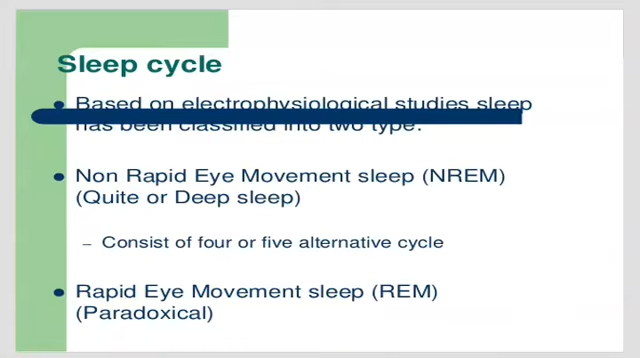 Sleep cycle
• Based on electrophysiological studies sleep
has been classified into two type.
• Non Rapid Eye Movement sleep (NREM)
(Quite or Deep sleep)
– Consist of four or five alternative cycle
• Rapid Eye Movement sleep (REM)
(Paradoxical)